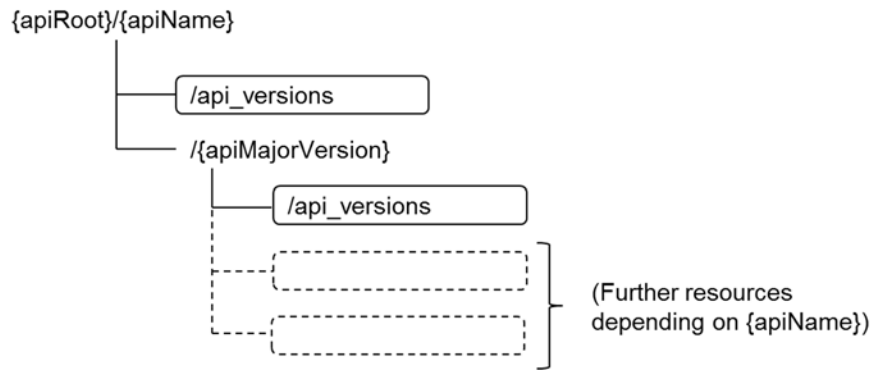 {apiRoot}/{apiName}
/api_versions
/{apiMajorVersion}
/api_versions
(Further resources
depending on {apiName})